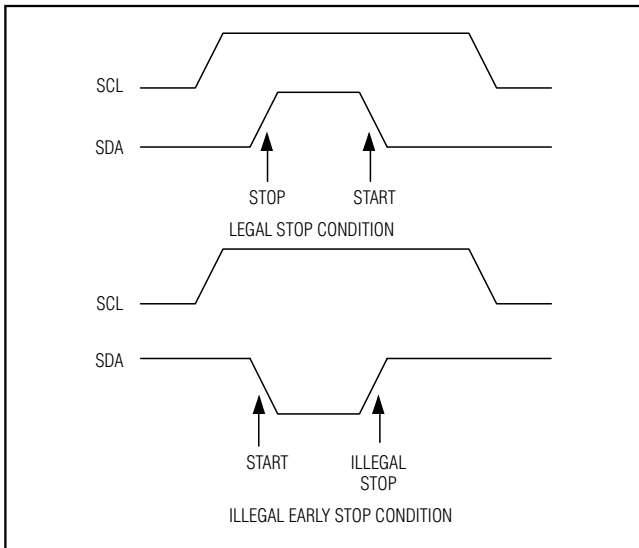 SCL
SDA
STOP START
LEGAL STOP CONDITION
SCL
SDA
START ILLEGAL
STOP
ILLEGAL EARLY STOP CONDITION